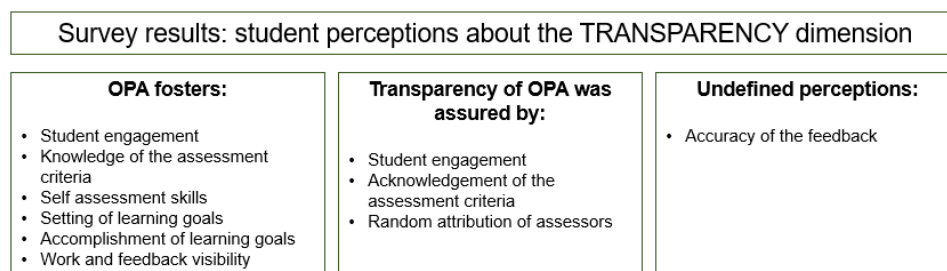 Survey results: student perceptions about the TRANSPARENCY dimension
OPA fosters:
• Student engagement
• Knowledge of the assessment
criteria
• Self assessment skills
• Setting of learning goals
• Accomplishment of learning goals
• Work and feedback visibility
Transparency of OPA was
assured by:
• Student engagement
• Acknowledgement of the
assessment criteria
• Random attribution of assessors
Undefined perceptions:
• Accuracy of the feedback